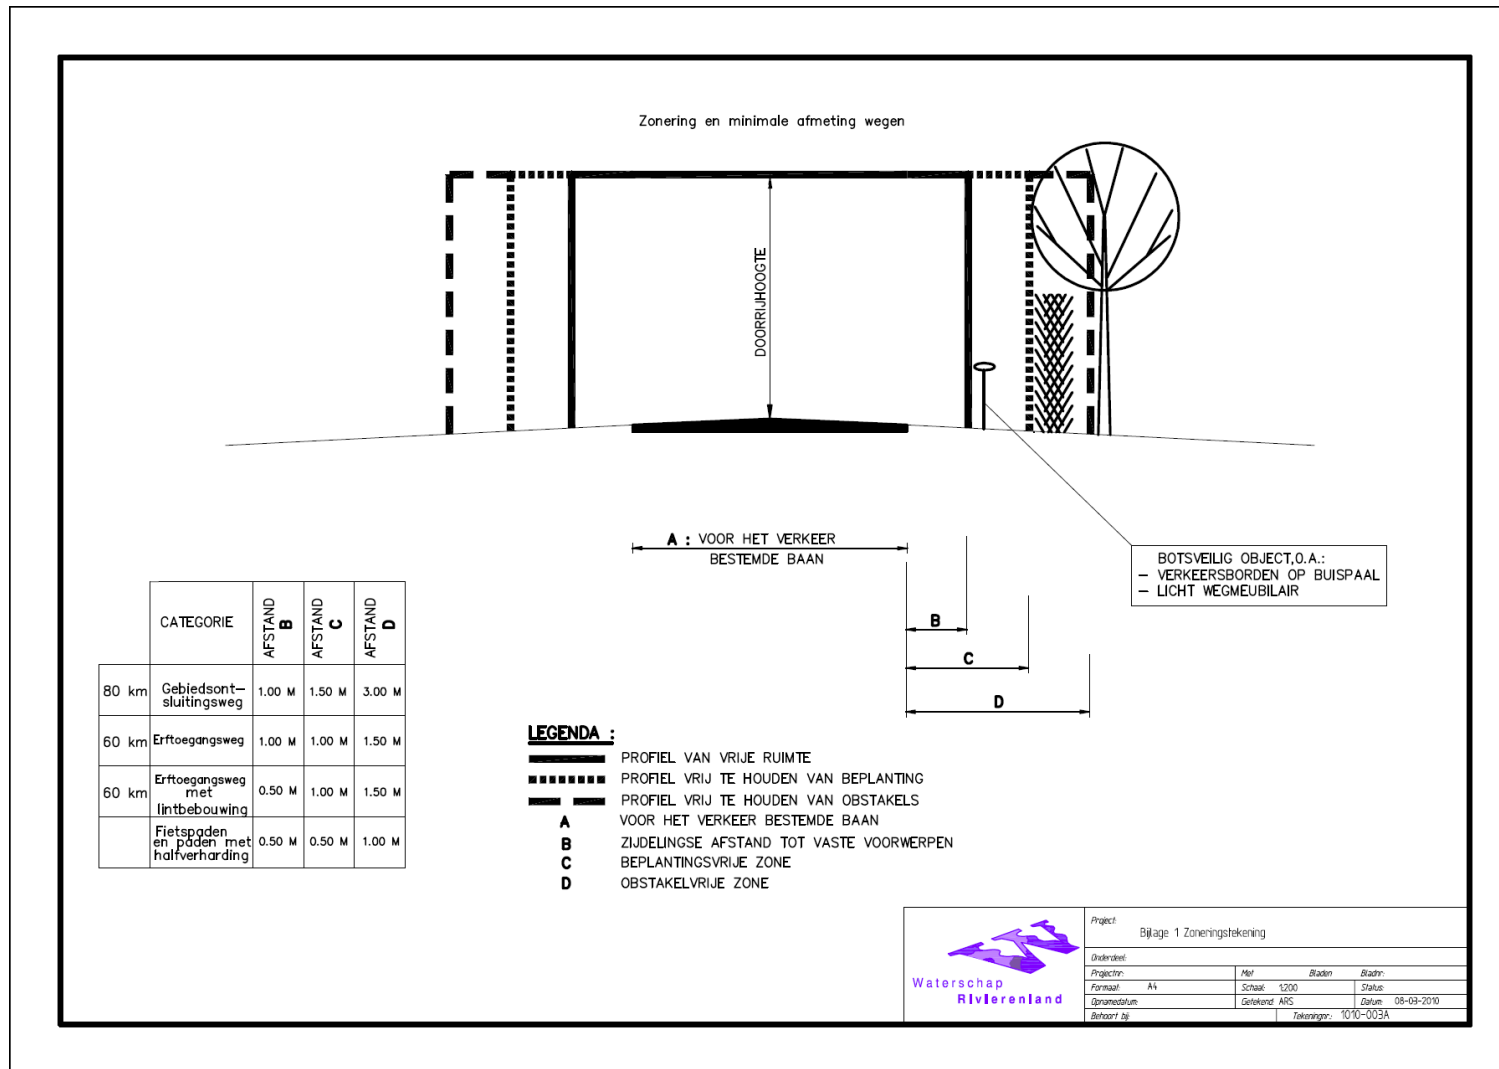 Zonering en minimale afmeting wegen
DOORRIJHOOGTE
A : VOOR HET VERKEER
BESTEMDE BAAN
BOTSVEILIG OBJECT,O.A.:
– VERKEERSBORDEN OP BUISPAAL
– LICHT WEGMEUBILAIR
B
C
D
CATEGORIE
AFSTAND B
AFSTAND C
AFSTAND D
80 km Gebiedsont– 1.00 M 1.50 M 3.00 M
sluitingsweg
60 km Erftoegangsweg 1.00 M 1.00 M 1.50 M
Erftoegangsweg
60 km met 0.50 M 1.00 M 1.50 M
lintbebouwing
Fietspaden
en paden met 0.50 M 0.50 M 1.00 M
halfverharding
LEGENDA :
PROFIEL VAN VRIJE RUIMTE
PROFIEL VRIJ TE HOUDEN VAN BEPLANTING
PROFIEL VRIJ TE HOUDEN VAN OBSTAKELS
A VOOR HET VERKEER BESTEMDE BAAN
B ZIJDELINGSE AFSTAND TOT VASTE VOORWERPEN
C BEPLANTINGSVRIJE ZONE
D OBSTAKELVRIJE ZONE
Waterschap
Rivierenland
Project:
Bijlage 1 Zoneringstekening
Onderdeel:
Projectnr: Met Bladen Bladnr:
Formaat: A4 Schaal: 1:200 Status:
Opnamedatum: Getekend: ARS Datum: 08-03-2010
Behoort bij: Tekeningnr.: 1010-003A